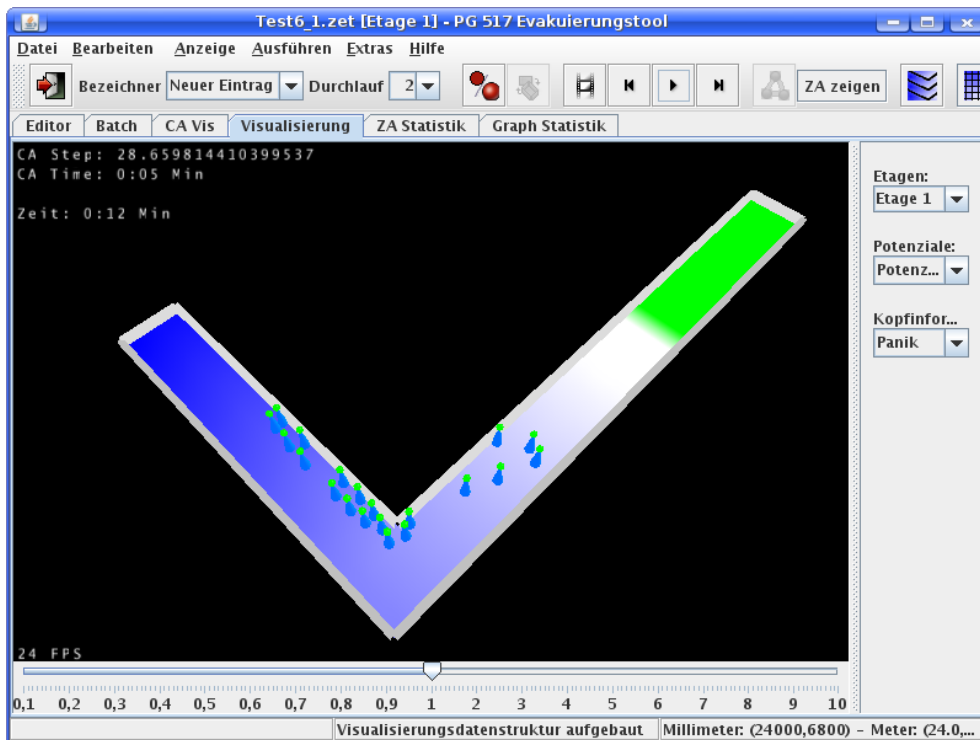 Test6_1.zet [Etage 1] - PG 517 Evakuierungstool
Datei Bearbeiten Anzeige Ausführen Extras Hilfe
Bezeichner Neuer Eintrag Durchlauf 2 ZA zeigen
Editor Batch CA Vis Visualisierung ZA Statistik Graph Statistik
CA Step: 28.659814410399537
CA Time: 0:05 Min
Zeit: 0:12 Min
Etagen:
Etage 1
Potenziale:
Potenz...
Kopfinfor...
Panik
24 FPS
0,1 0,2 0,3 0,4 0,5 0,6 0,7 0,8 0,9 1 2 3 4 5 6 7 8 9 10
Visualisierungsdatenstruktur aufgebaut Millimeter: (24000,6800) - Meter: (24.0,...